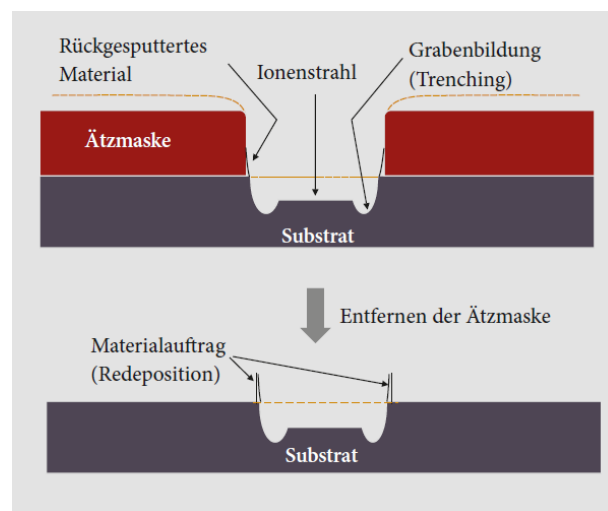 Rückgesputtertes
Material
Ionenstrahl
Grabenbildung
(Trenching)
Ätzmaske
Substrat
Entfernen der Ätzmaske
Materialauftrag
(Redeposition)
Substrat